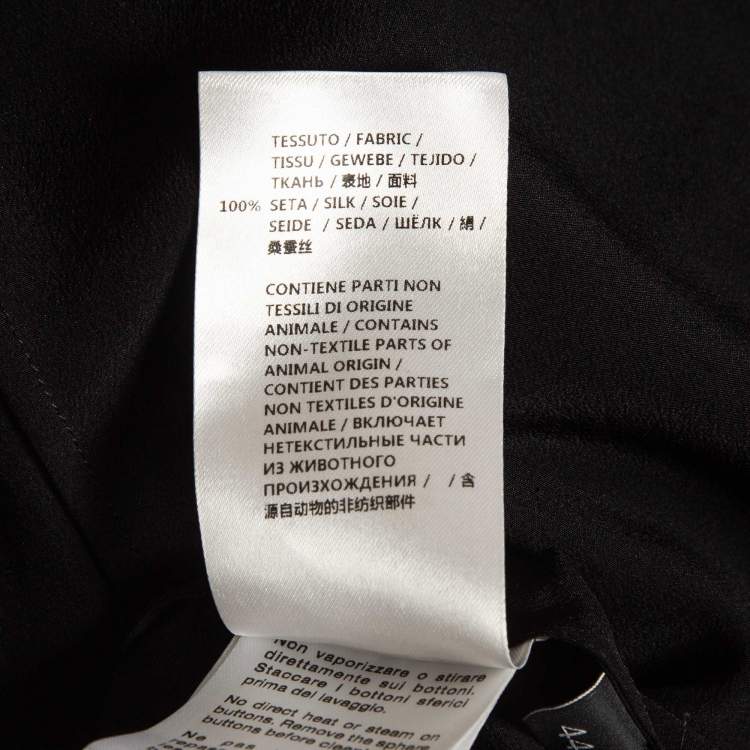 TESSUTO / FABRIC /
TISSU / GEWEBE / TEJIDO /
ТКАНЬ / 表地 / 面料
100% SETA / SILK / SOIE /
SEIDE / SEDA / ШЁЛК / 絹 /
桑蚕丝
CONTIENE PARTI NON
TESSILI DI ORIGINE
ANIMALE / CONTAINS
NON-TEXTILE PARTS OF
ANIMAL ORIGIN /
CONTIENT DES PARTIES
NON TEXTILES D'ORIGINE
ANIMALE / ВКЛЮЧАЕТ
НЕТЕКСТИЛЬНЫЕ ЧАСТИ
ИЗ ЖИВОТНОГО
ПРОИЗХОЖДЕНИЯ / / 含
源自动物的非纺织部件
Non vaporizzare o stirare
direttamente sui bottoni.
Staccare i bottoni sferici
prima del lavaggio.
No direct heat or steam on
buttons. Remove the sphere
buttons before
Ne pas
44